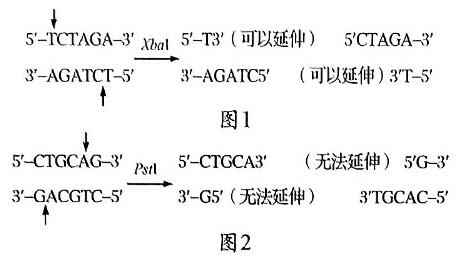 5′–TCTAGA–3′ XbaⅠ 5′–T3′（可以延伸） 5′CTAGA–3′
3′–AGATCT–5′ 3′–AGATC5′ （可以延伸）3′T–5′
图1
5′–CTGCAG–3′ PstⅠ 5′–CTGCA3′ （无法延伸） 5′G–3′
3′–GACGTC–5′ 3′–G5′（无法延伸） 3′TGCAC–5′
图2